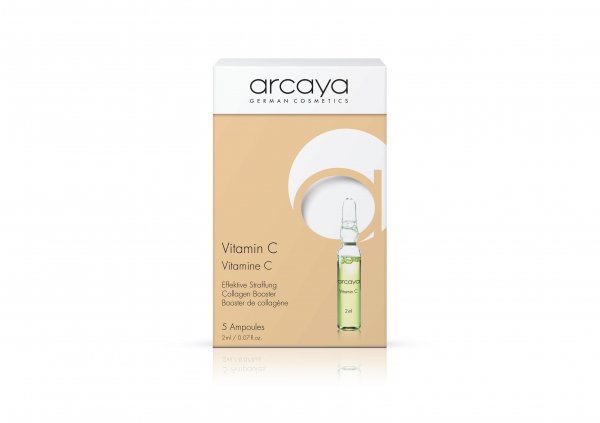 arcaya
GERMAN COSMETICS
Vitamin C
Vitamine C
Effektive Straffung
Collagen Booster
Booster de collagène
5 Ampoules
2ml / 0.07fl.oz.
arcaya
Vitamin C
2ml